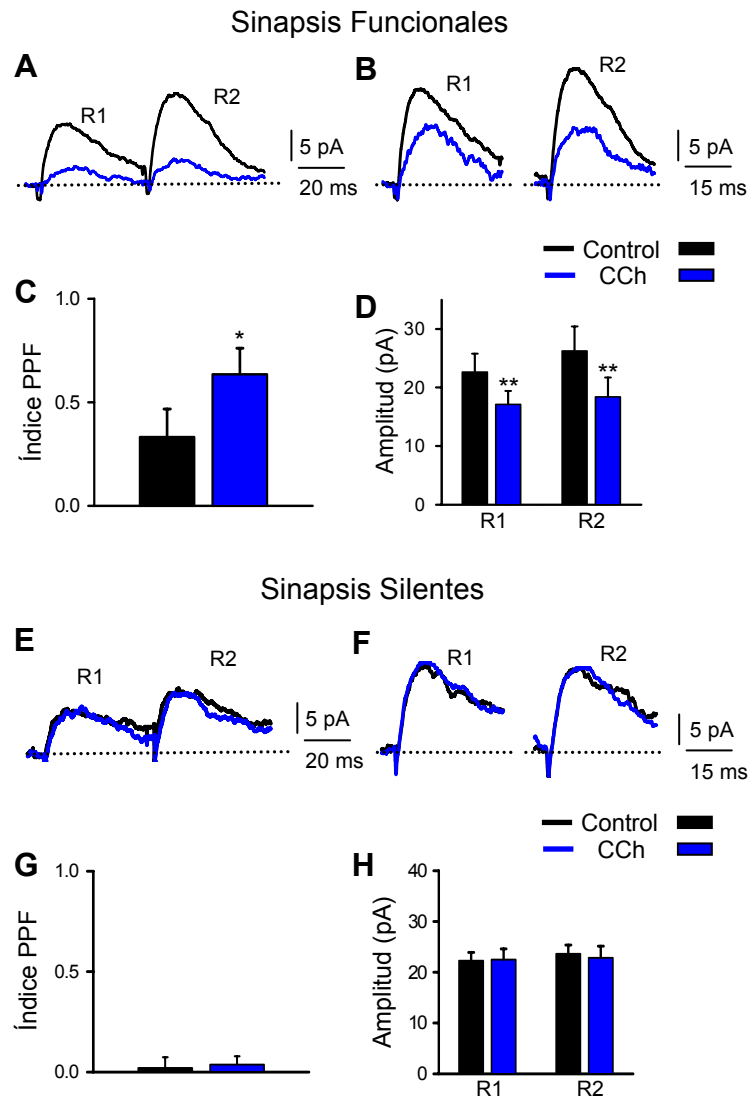 Sinapsis Funcionales
A
R1
R2
5 pA
20 ms
B
R1
R2
5 pA
15 ms
Control
CCh
C
Índice PPF
1.0
0.5
0.0
*
D
Amplitud (pA)
30
20
10
0
**
**
R1
R2
Sinapsis Silentes
E
R1
R2
5 pA
20 ms
F
R1
R2
5 pA
15 ms
Control
CCh
G
Índice PPF
1.0
0.5
0.0
H
Amplitud (pA)
40
30
20
10
0
R1
R2